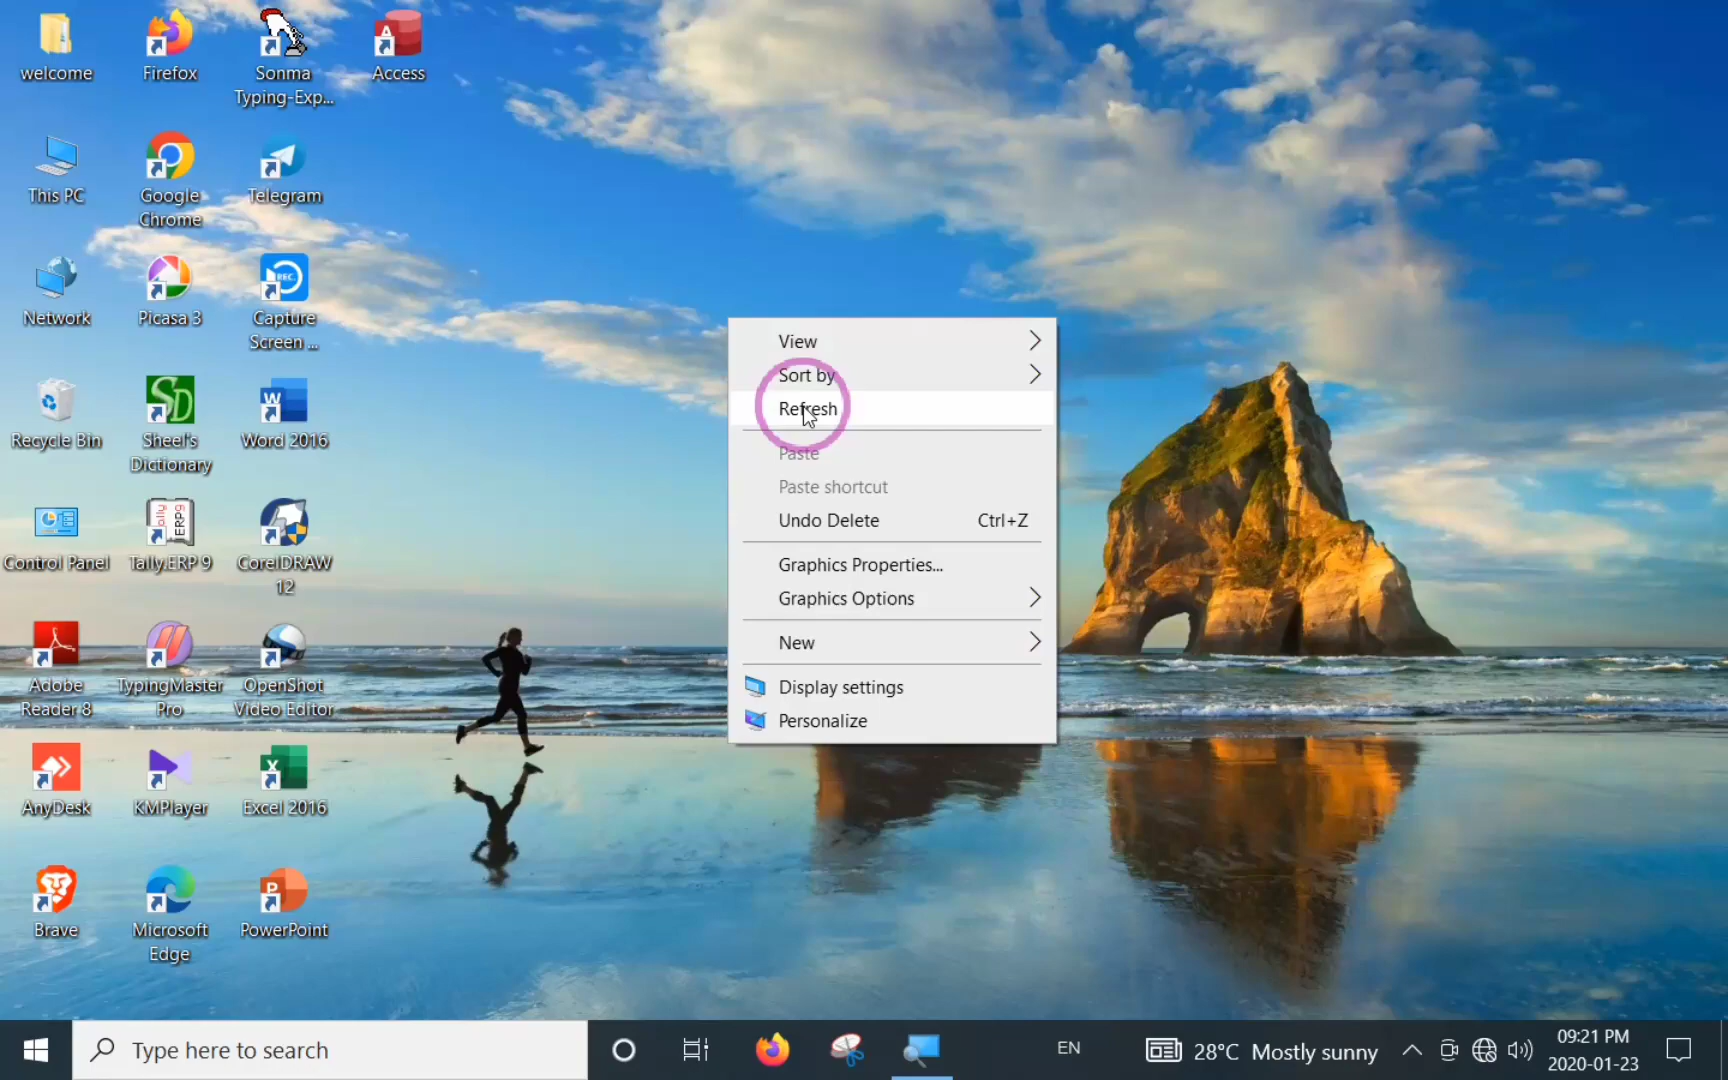 welcome
Firefox
Sonma
Typing-Exp...
Access
This PC
Google
Chrome
Telegram
Network
Picasa 3
Capture
Screen ...
REC
Recycle Bin
Sheel's
Dictionary
Word 2016
Control Panel
Tally.ERP 9
CorelDRAW
12
Adobe
Reader 8
TypingMaster
Pro
OpenShot
Video Editor
AnyDesk
KMPlayer
Excel 2016
Brave
Microsoft
Edge
PowerPoint
View
Sort by
Refresh
Paste
Paste shortcut
Undo Delete Ctrl+Z
Graphics Properties...
Graphics Options
New
Display settings
Personalize
Type here to search
EN
28°C Mostly sunny
09:21 PM
2020-01-23